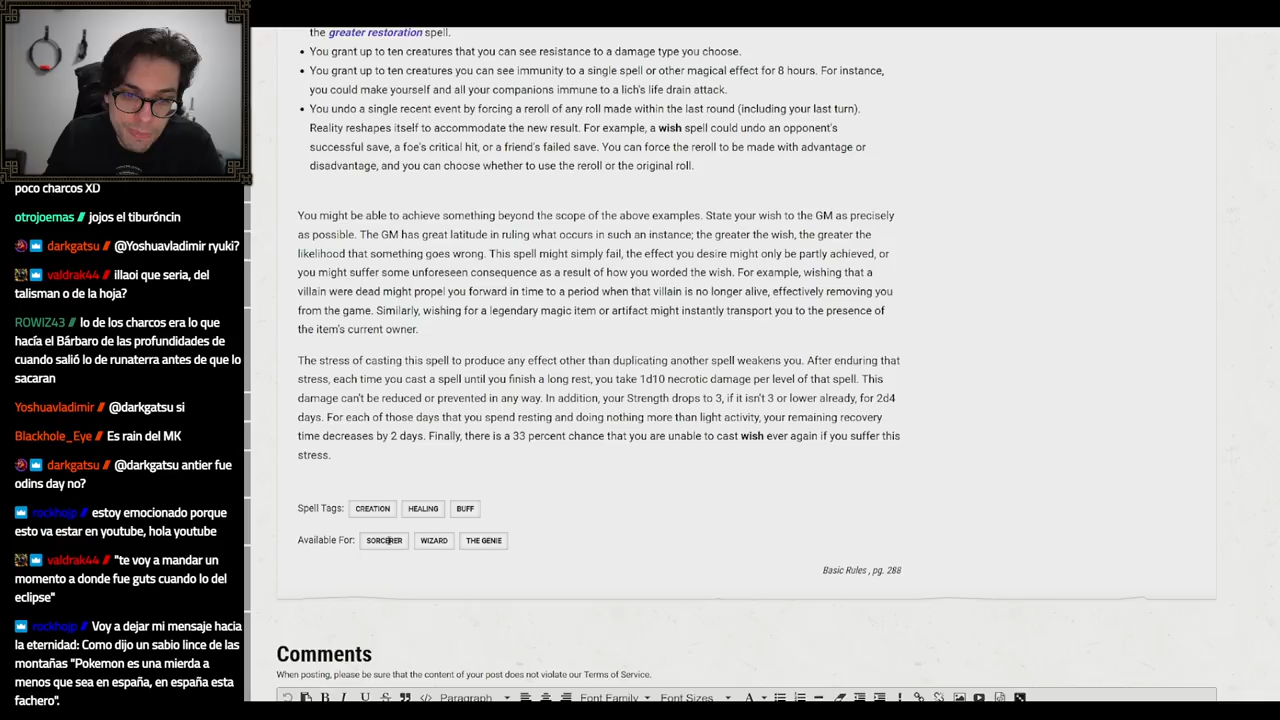 poco charcos XD
otrojoemas // jojos el tiburóncin
darkgatsu // @Yoshuavladimir ryuki?
valdrak44 // illaoi que seria, del
talisman o de la hoja?
ROWIZ43 // lo de los charcos era lo que
hacía el Bárbaro de las profundidades de
cuando salió lo de runaterra antes de que lo
sacaran
Yoshuavladimir // @darkgatsu si
Blackhole_Eye // Es rain del MK
darkgatsu // @darkgatsu antier fue
odins day no?
rockhojp // estoy emocionado porque
esto va estar en youtube, hola youtube
valdrak44 // "te voy a mandar un
momento a donde fue guts cuando lo del
eclipse"
rockhojp // Voy a dejar mi mensaje hacia
la eternidad: Como dijo un sabio lince de las
montañas "Pokemon es una mierda a
menos que sea en españa, en españa esta
fachero".
the greater restoration spell.
• You grant up to ten creatures that you can see resistance to a damage type you choose.
• You grant up to ten creatures you can see immunity to a single spell or other magical effect for 8 hours. For instance,
you could make yourself and all your companions immune to a lich's life drain attack.
• You undo a single recent event by forcing a reroll of any roll made within the last round (including your last turn).
Reality reshapes itself to accommodate the new result. For example, a wish spell could undo an opponent's
successful save, a foe's critical hit, or a friend's failed save. You can force the reroll to be made with advantage or
disadvantage, and you can choose whether to use the reroll or the original roll.
You might be able to achieve something beyond the scope of the above examples. State your wish to the GM as precisely
as possible. The GM has great latitude in ruling what occurs in such an instance; the greater the wish, the greater the
likelihood that something goes wrong. This spell might simply fail, the effect you desire might only be partly achieved, or
you might suffer some unforeseen consequence as a result of how you worded the wish. For example, wishing that a
villain were dead might propel you forward in time to a period when that villain is no longer alive, effectively removing you
from the game. Similarly, wishing for a legendary magic item or artifact might instantly transport you to the presence of
the item's current owner.
The stress of casting this spell to produce any effect other than duplicating another spell weakens you. After enduring that
stress, each time you cast a spell until you finish a long rest, you take 1d10 necrotic damage per level of that spell. This
damage can't be reduced or prevented in any way. In addition, your Strength drops to 3, if it isn't 3 or lower already, for 2d4
days. For each of those days that you spend resting and doing nothing more than light activity, your remaining recovery
time decreases by 2 days. Finally, there is a 33 percent chance that you are unable to cast wish ever again if you suffer this
stress.
Spell Tags: CREATION HEALING BUFF
Available For: SORCERER WIZARD THE GENIE
Basic Rules , pg. 288
Comments
When posting, please be sure that the content of your post does not violate our Terms of Service.
Paragraph Font Family Font Sizes